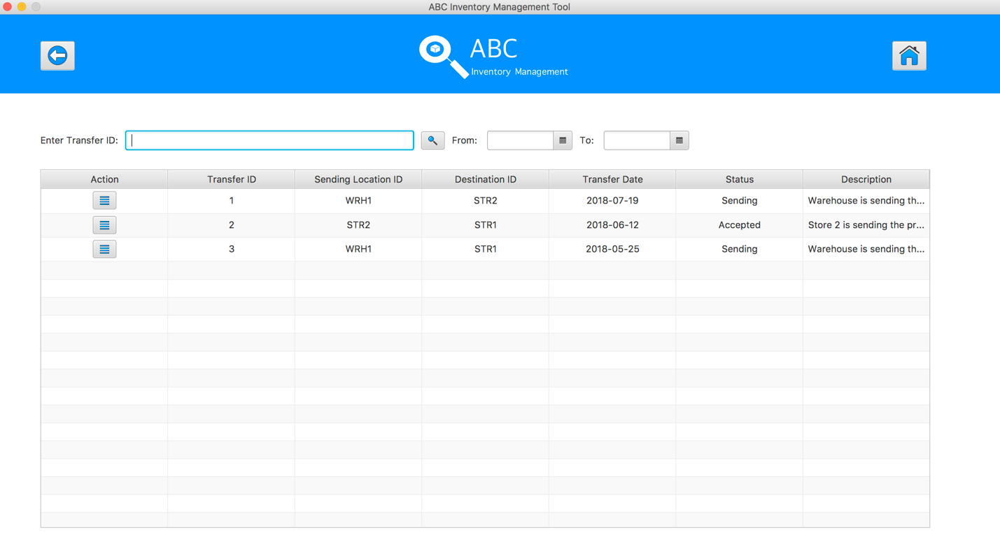 ABC Inventory Management Tool
ABC
Inventory Management
Enter Transfer ID: From: To:
Action Transfer ID Sending Location ID Destination ID Transfer Date Status Description
1 WRH1 STR2 2018-07-19 Sending Warehouse is sending th...
2 STR2 STR1 2018-06-12 Accepted Store 2 is sending the pr...
3 WRH1 STR1 2018-05-25 Sending Warehouse is sending th...